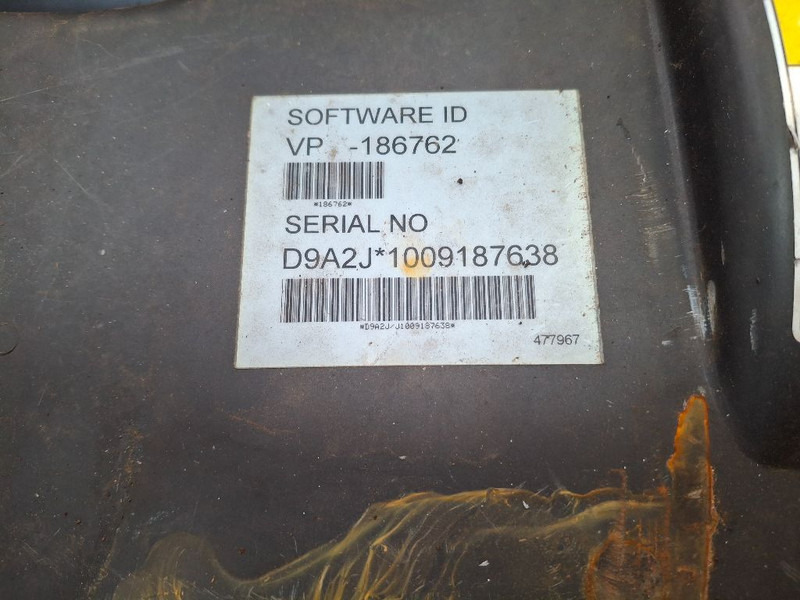 SOFTWARE ID
VP -186762
*186762*
SERIAL NO
D9A2J*1009187638
*D9A2J/J1009187638*
477967